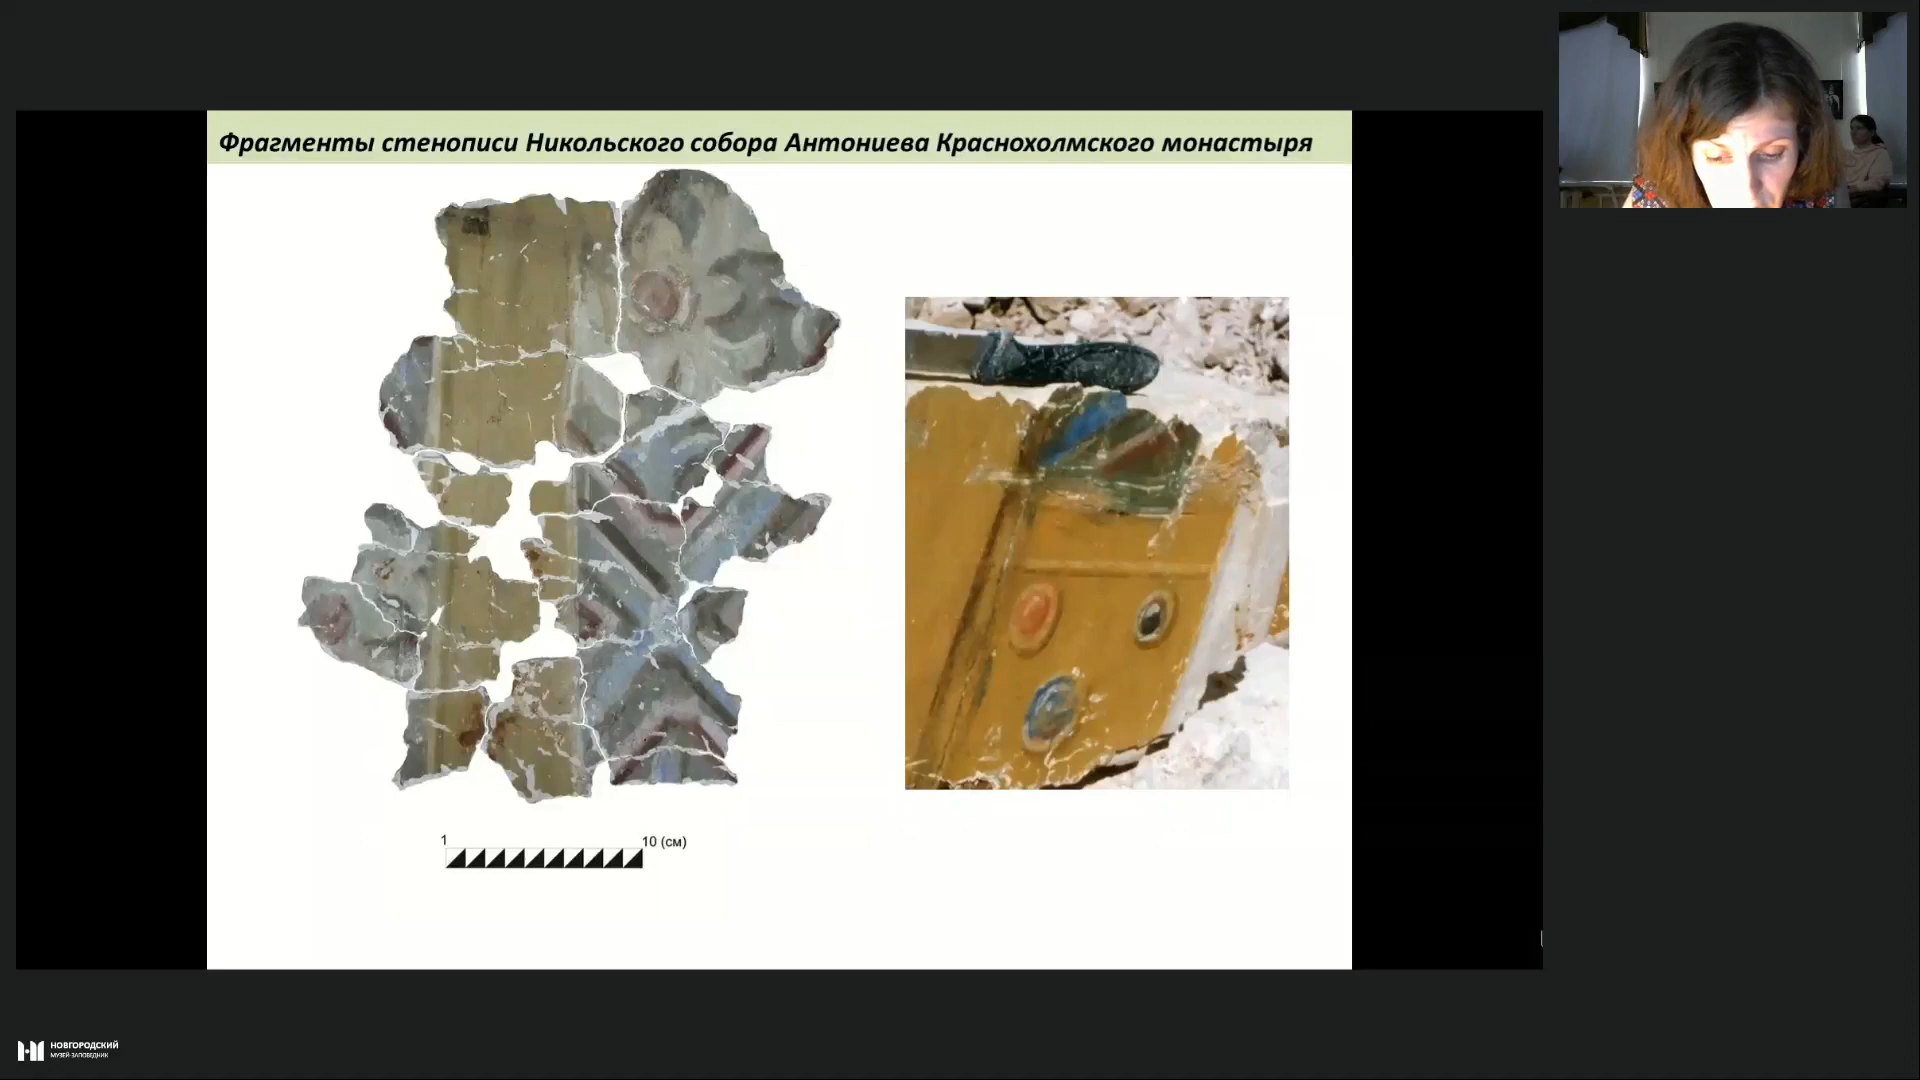 Фрагменты стенописи Никольского собора Антониева Краснохолмского монастыря
1 10 (см)
НОВГОРОДСКИЙ
МУЗЕЙ-ЗАПОВЕДНИК